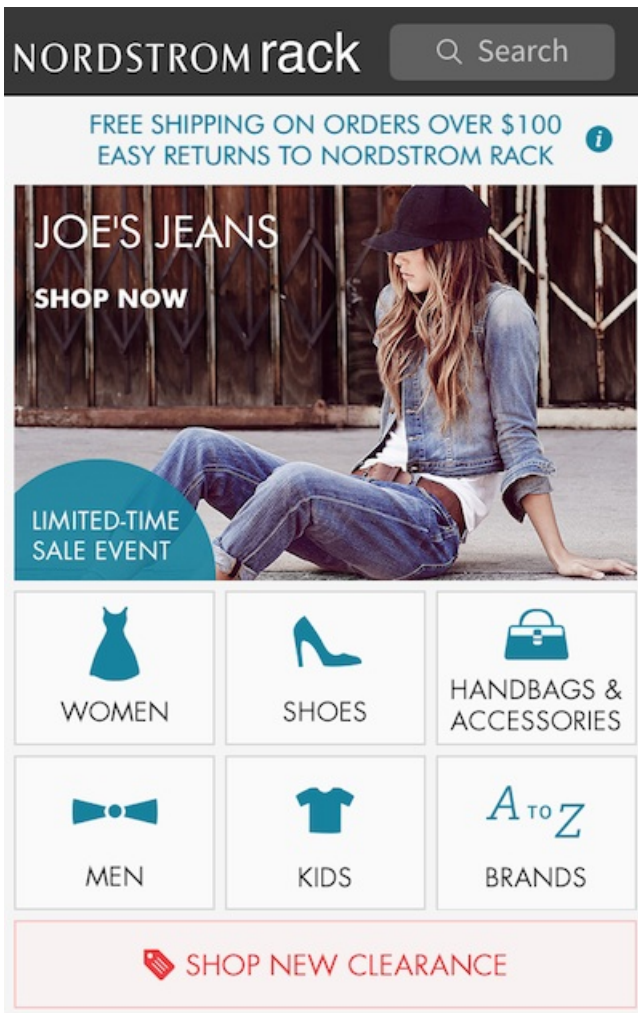 NORDSTROM rack
Search
FREE SHIPPING ON ORDERS OVER $100
EASY RETURNS TO NORDSTROM RACK
i
JOE'S JEANS
SHOP NOW
LIMITED-TIME
SALE EVENT
WOMEN
SHOES
HANDBAGS &
ACCESSORIES
MEN
KIDS
A TO Z
BRANDS
SHOP NEW CLEARANCE